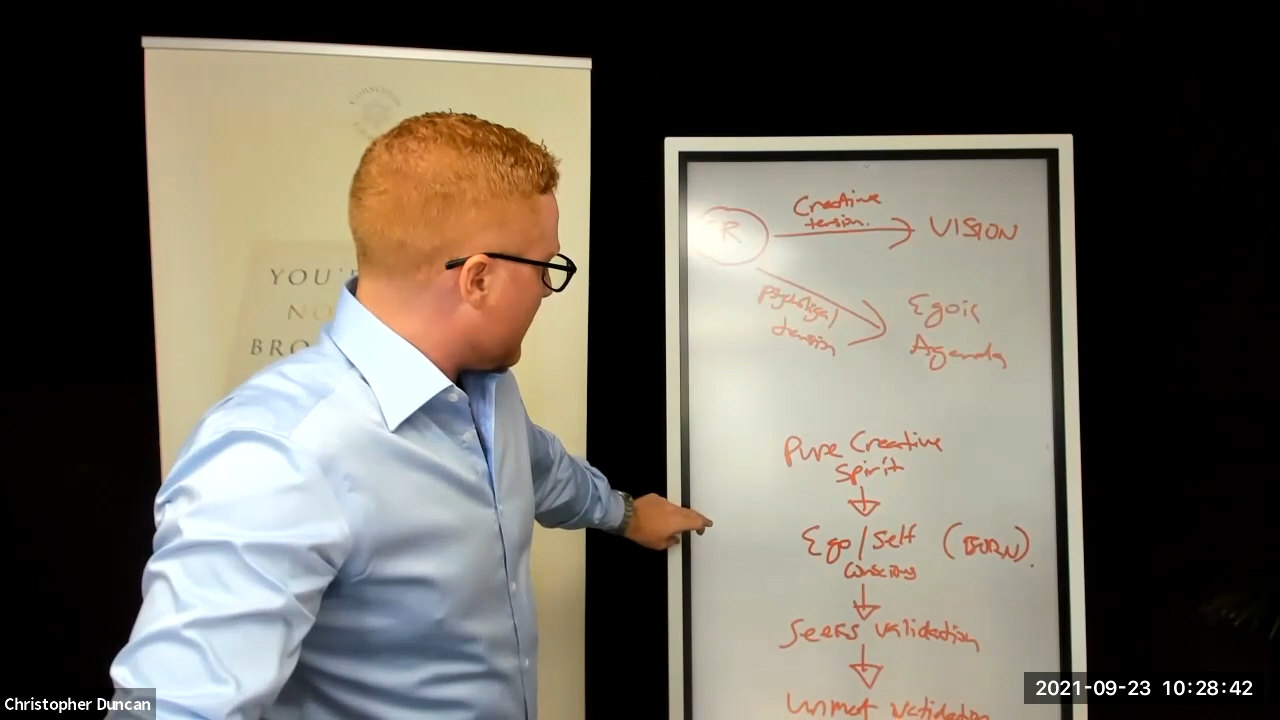 CONSCIOUS
YOU'
NO
BRO
R
Creative
tension.
VISION
psychological
tension
Egoic
Agenda
Pure Creative
Spirit
Ego/Self (BORN).
Conscious
Seeks validation
Unmet validation
Christopher Duncan
2021-09-23 10:28:42